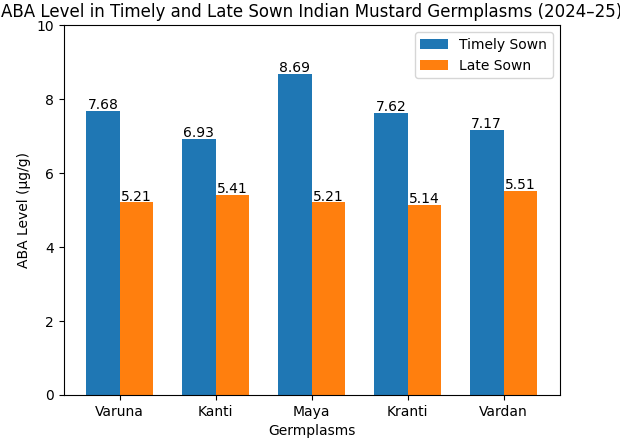 ABA Level in Timely and Late Sown Indian Mustard Germplasms (2024–25)
10
8
6
4
2
0
ABA Level (µg/g)
Timely Sown
Late Sown
7.68
5.21
6.93
5.41
8.69
5.21
7.62
5.14
7.17
5.51
Varuna Kanti Maya Kranti Vardan
Germplasms